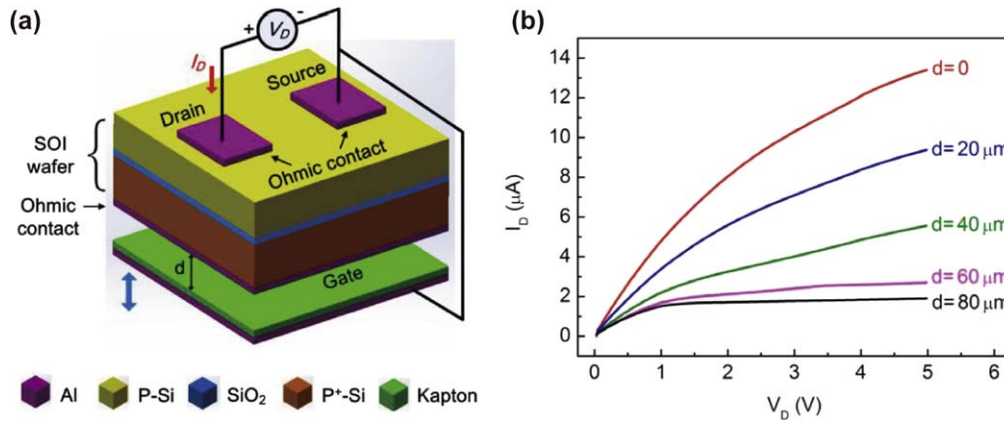 (a)
+
V_D
-
I_D
Source
Drain
SOI
wafer
Ohmic contact
Ohmic
contact
d
Gate
Al
P-Si
SiO₂
P⁺-Si
Kapton
(b)
14
12
10
8
6
4
2
0
I_D (μA)
d= 0
d= 20 μm
d= 40 μm
d= 60 μm
d= 80 μm
0 1 2 3 4 5 6
V_D (V)